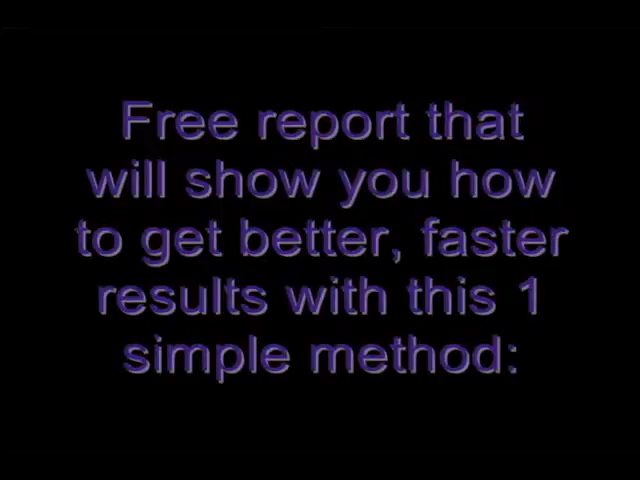 Free report that
will show you how
to get better, faster
results with this 1
simple method: